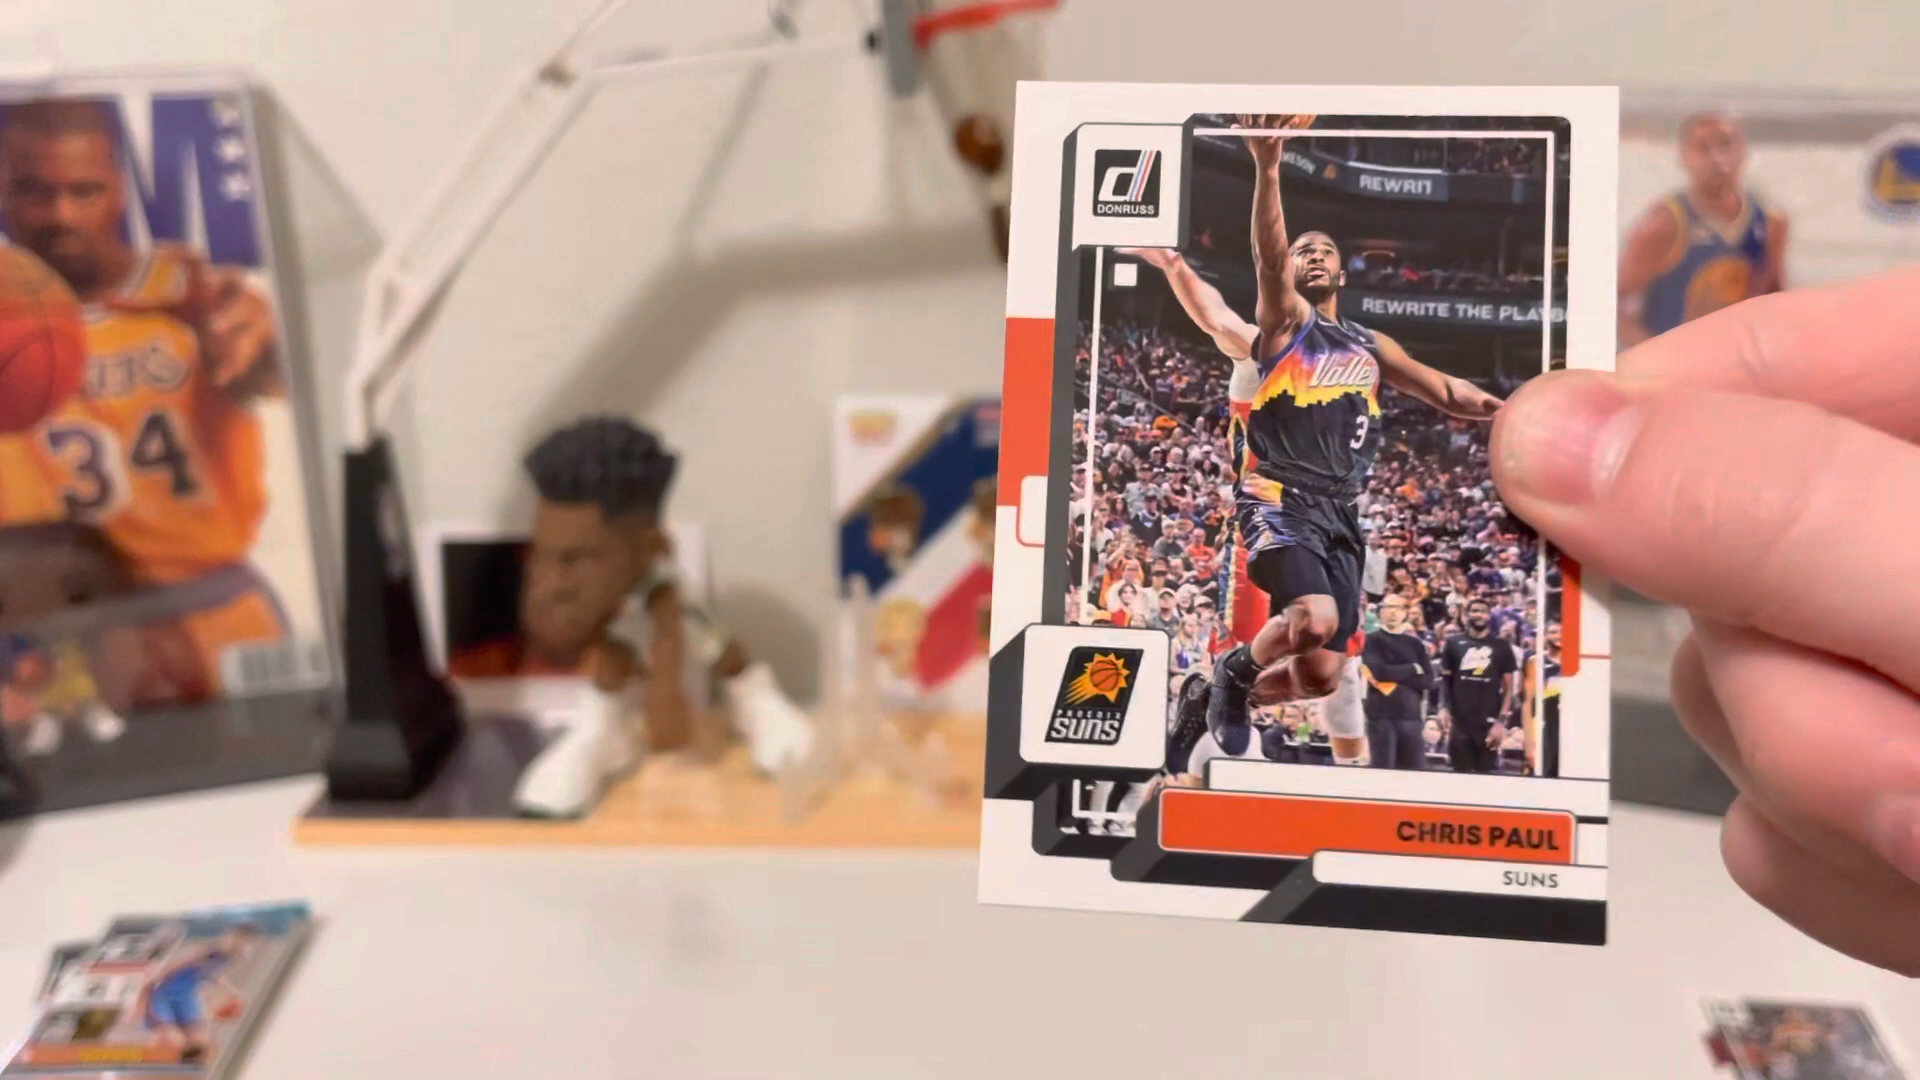 DONRUSS
REWRIT
REWRITE THE PLAYB
Valley
3
PHOENIX
SUNS
CHRIS PAUL
SUNS
34